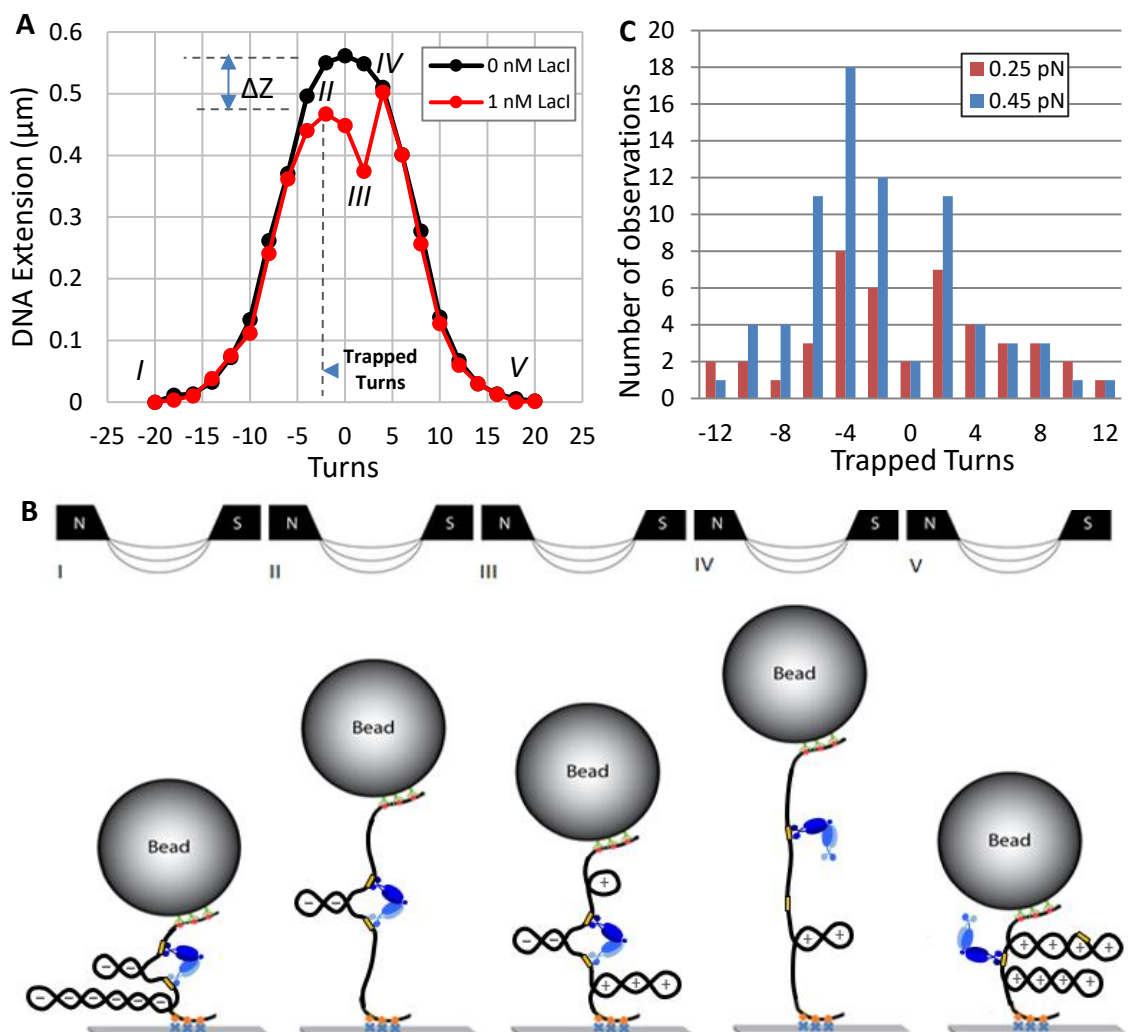 A
DNA Extension (µm)
0.6
0.5
0.4
0.3
0.2
0.1
0
-25 -20 -15 -10 -5 0 5 10 15 20 25
Turns
ΔZ
I
II
III
IV
V
Trapped
Turns
0 nM LacI
1 nM LacI
C
Number of observations
20
18
16
14
12
10
8
6
4
2
0
-12 -8 -4 0 4 8 12
Trapped Turns
0.25 pN
0.45 pN
B
N S N S N S N S N S
I II III IV V
Bead Bead Bead Bead Bead